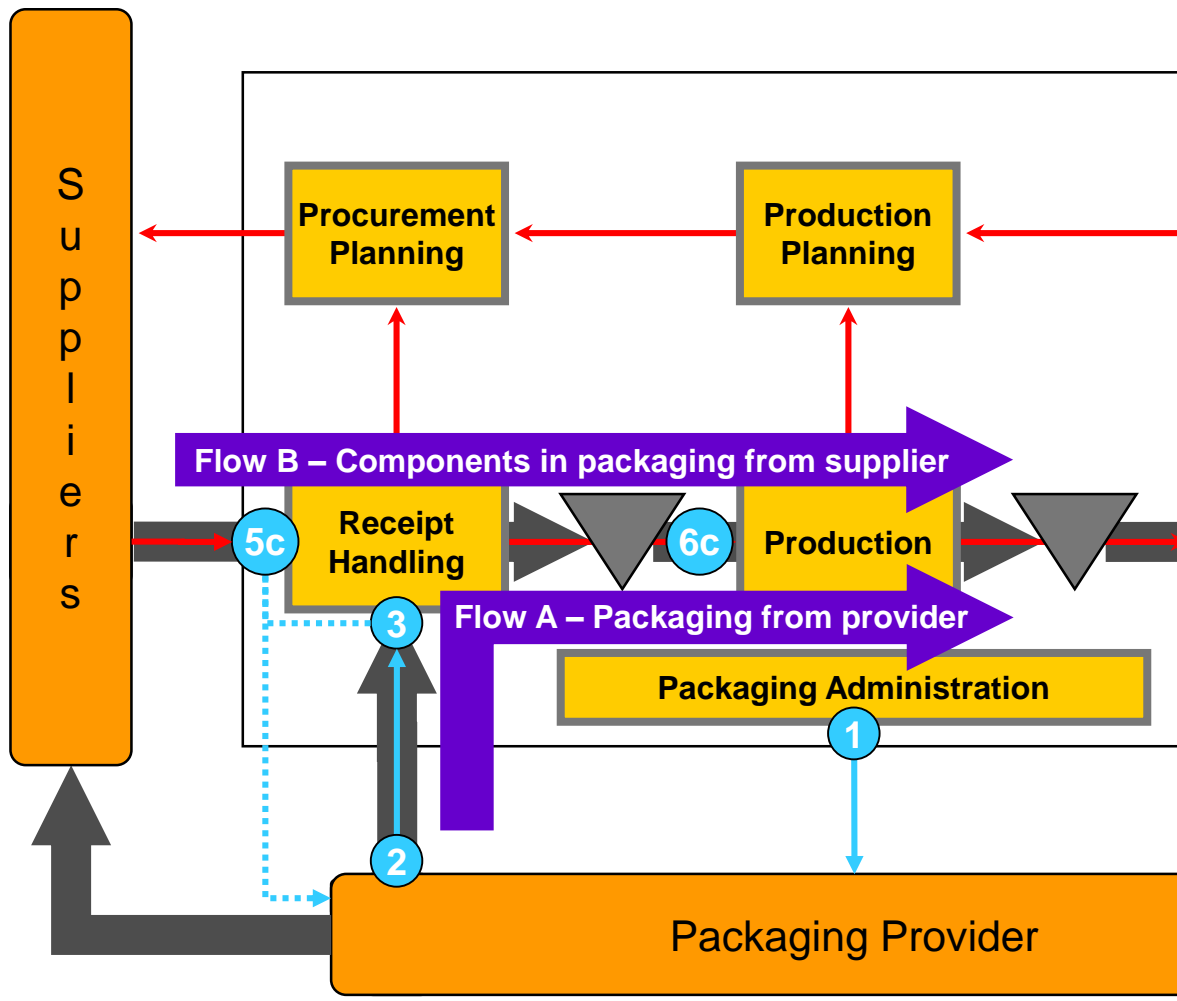 Suppliers
Procurement
Planning
Production
Planning
Flow B – Components in packaging from supplier
5c
Receipt
Handling
6c
Production
3
Flow A – Packaging from provider
Packaging Administration
1
2
Packaging Provider